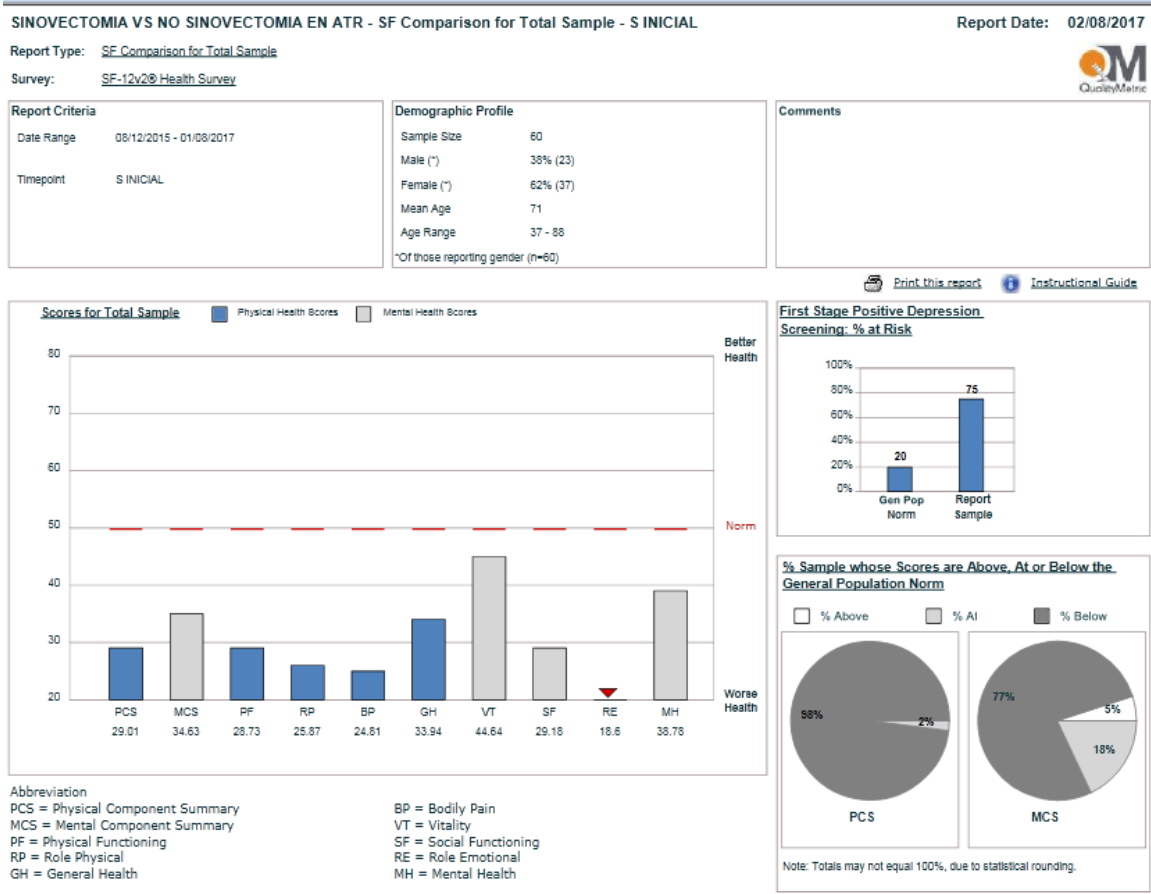 SINOVECTOMIA VS NO SINOVECTOMIA EN ATR - SF Comparison for Total Sample - S INICIAL
Report Date: 02/08/2017
Report Type: SF Comparison for Total Sample
Survey: SF-12v2® Health Survey
QM
QualityMetric
Report Criteria
Date Range 08/12/2015 - 01/08/2017
Timepoint S INICIAL
Demographic Profile
Sample Size 60
Male (*) 38% (23)
Female (*) 62% (37)
Mean Age 71
Age Range 37 - 88
*Of those reporting gender (n=60)
Comments
Print this report Instructional Guide
Scores for Total Sample Physical Health Scores Mental Health Scores
Better
Health
80
70
60
50
Norm
40
30
20
Worse
Health
PCS MCS PF RP BP GH VT SF RE MH
29.01 34.63 28.73 25.87 24.81 33.94 44.64 29.18 18.6 38.78
First Stage Positive Depression
Screening: % at Risk
100%
80%
60%
40%
20%
0%
20
75
Gen Pop
Norm
Report
Sample
% Sample whose Scores are Above, At or Below the
General Population Norm
% Above % At % Below
98%
2%
PCS
77%
5%
18%
MCS
Note: Totals may not equal 100%, due to statistical rounding.
Abbreviation
PCS = Physical Component Summary
MCS = Mental Component Summary
PF = Physical Functioning
RP = Role Physical
GH = General Health
BP = Bodily Pain
VT = Vitality
SF = Social Functioning
RE = Role Emotional
MH = Mental Health